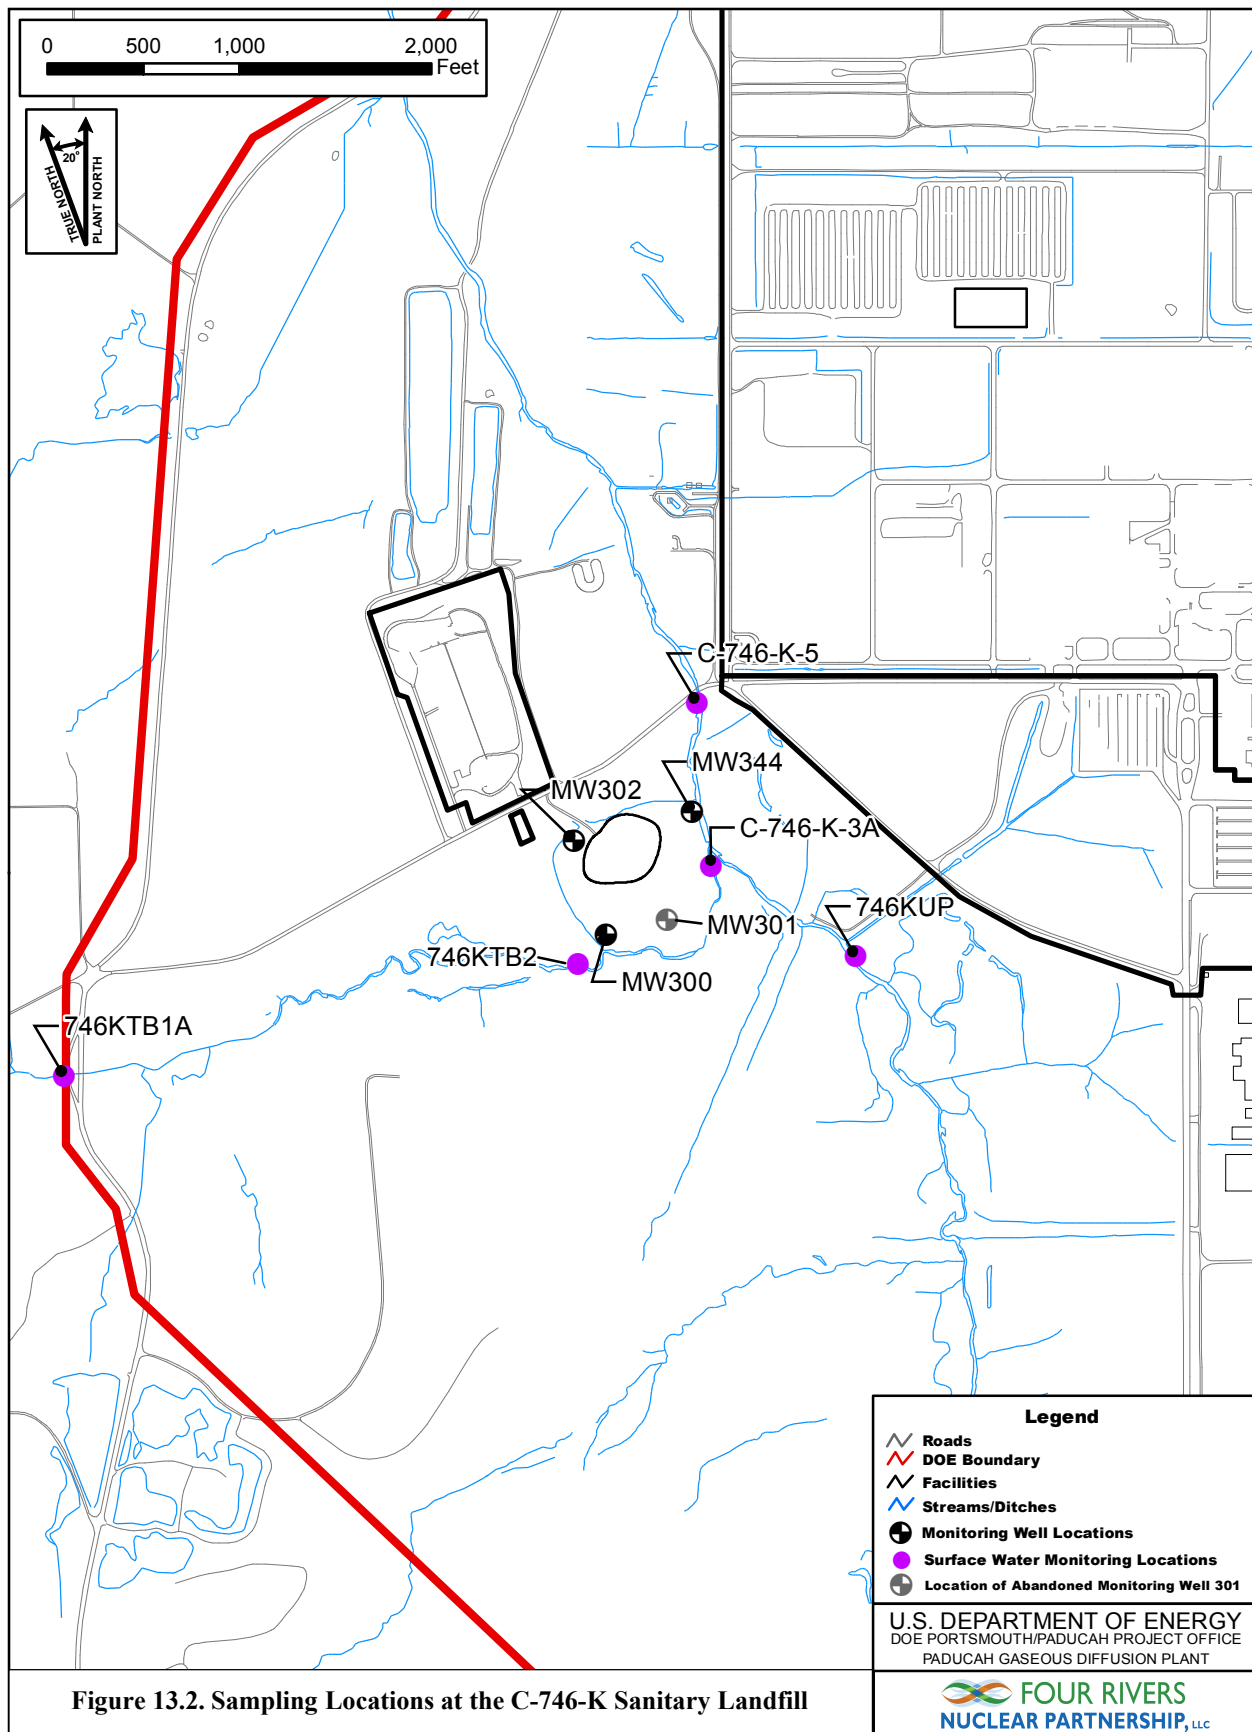 0 500 1,000 2,000
Feet
20°
TRUE NORTH
PLANT NORTH
C-746-K-5
MW344
MW302
C-746-K-3A
746KUP
MW301
746KTB2
MW300
746KTB1A
Legend
Roads
DOE Boundary
Facilities
Streams/Ditches
Monitoring Well Locations
Surface Water Monitoring Locations
Location of Abandoned Monitoring Well 301
U.S. DEPARTMENT OF ENERGY
DOE PORTSMOUTH/PADUCAH PROJECT OFFICE
PADUCAH GASEOUS DIFFUSION PLANT
Figure 13.2. Sampling Locations at the C-746-K Sanitary Landfill
FOUR RIVERS
NUCLEAR PARTNERSHIP, LLC